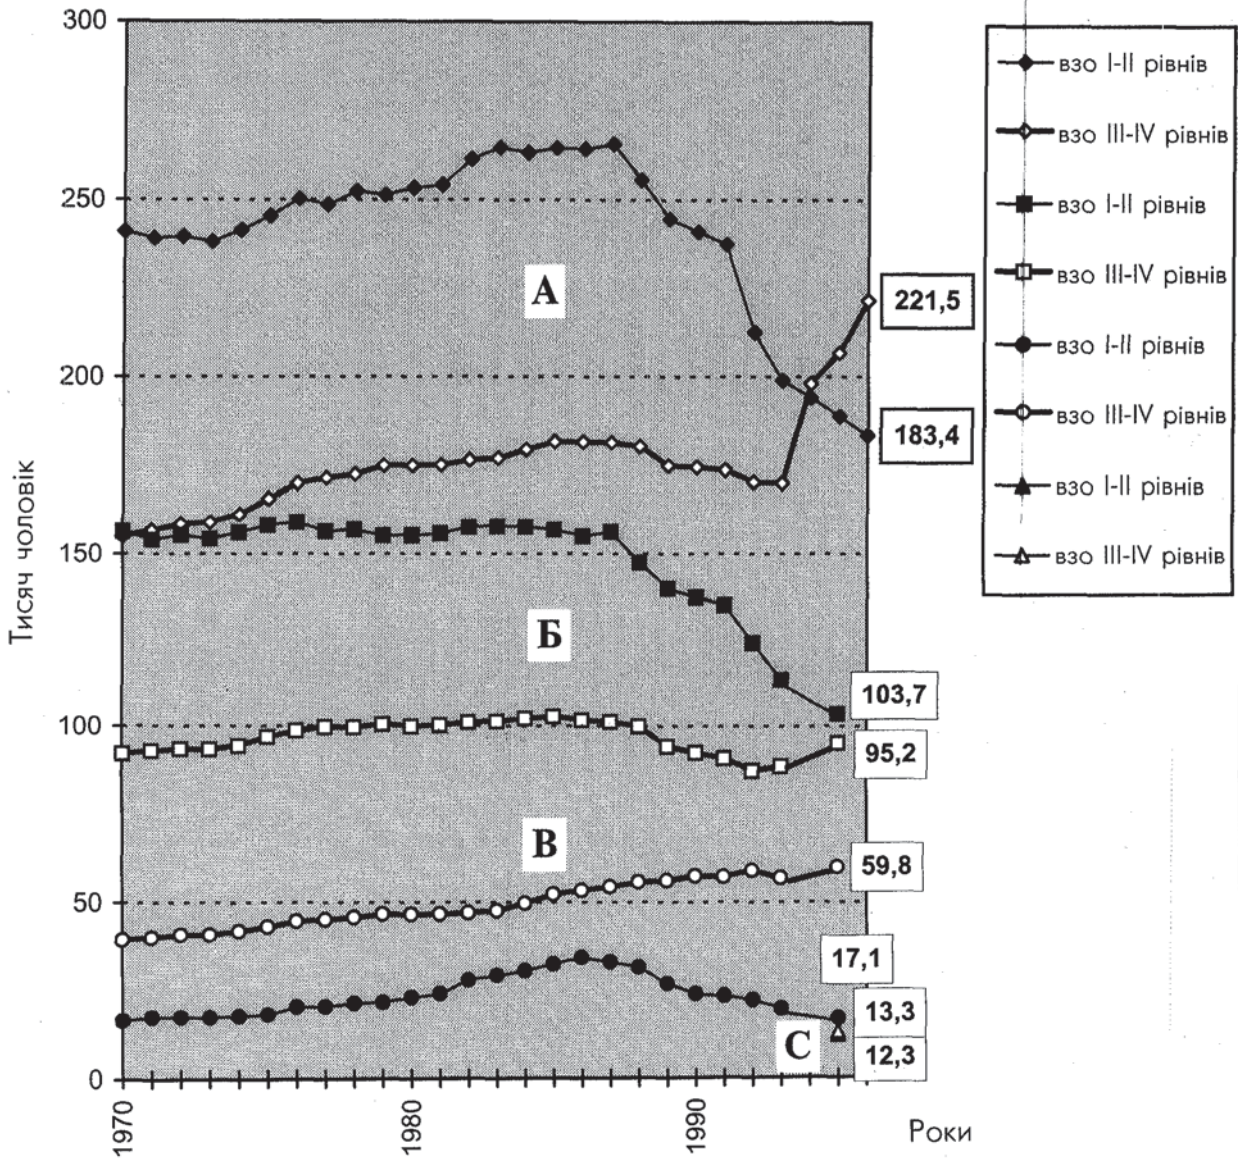 300
250
200
150
100
50
0
Тисяч чоловік
1970
1980
1990
Роки
А
Б
В
С
221,5
183,4
103,7
95,2
59,8
17,1
13,3
12,3
взо I-II рівнів
взо III-IV рівнів
взо I-II рівнів
взо III-IV рівнів
взо I-II рівнів
взо III-IV рівнів
взо I-II рівнів
взо III-IV рівнів